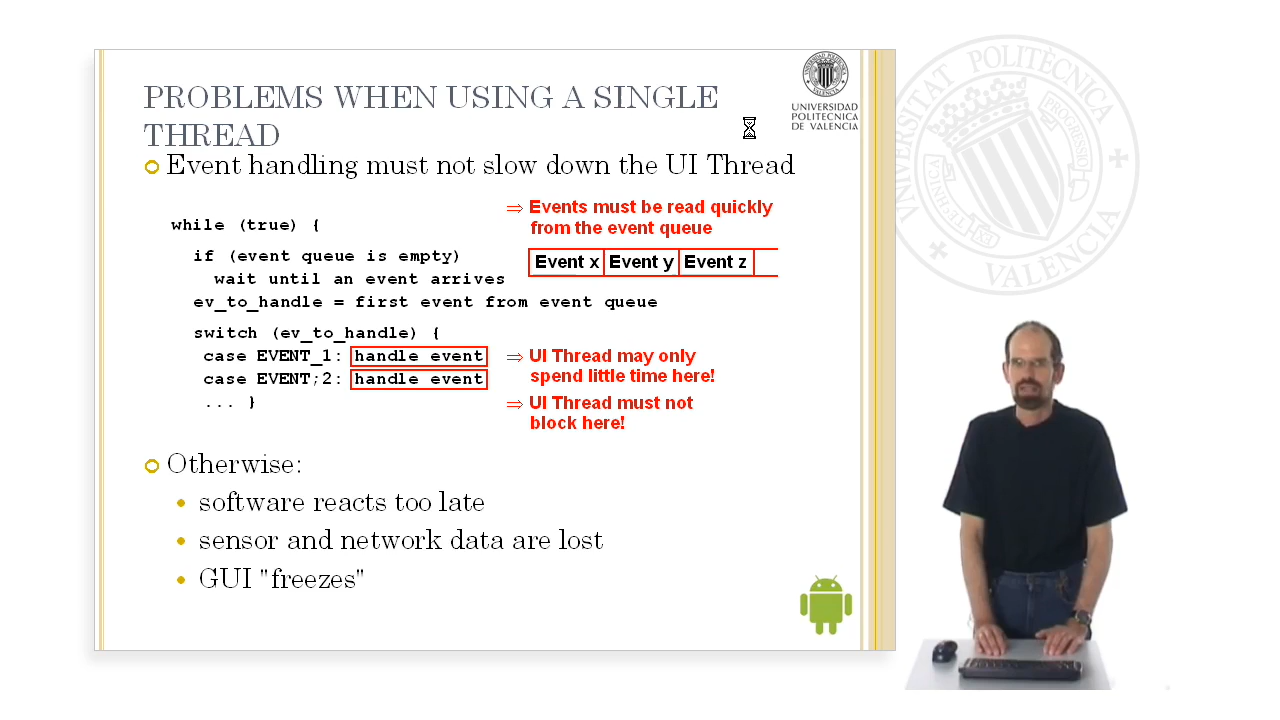 PROBLEMS WHEN USING A SINGLE
THREAD
UNIVERSIDAD
POLITECNICA
DE VALENCIA
Event handling must not slow down the UI Thread
while (true) {
⇒ Events must be read quickly
from the event queue
if (event queue is empty)
Event x Event y Event z
wait until an event arrives
ev_to_handle = first event from event queue
switch (ev_to_handle) {
case EVENT_1: handle event
⇒ UI Thread may only
spend little time here!
case EVENT;2: handle event
⇒ UI Thread must not
block here!
... }
Otherwise:
software reacts too late
sensor and network data are lost
GUI "freezes"
UNIVERSITAT POLITÈCNICA
VALENCIA